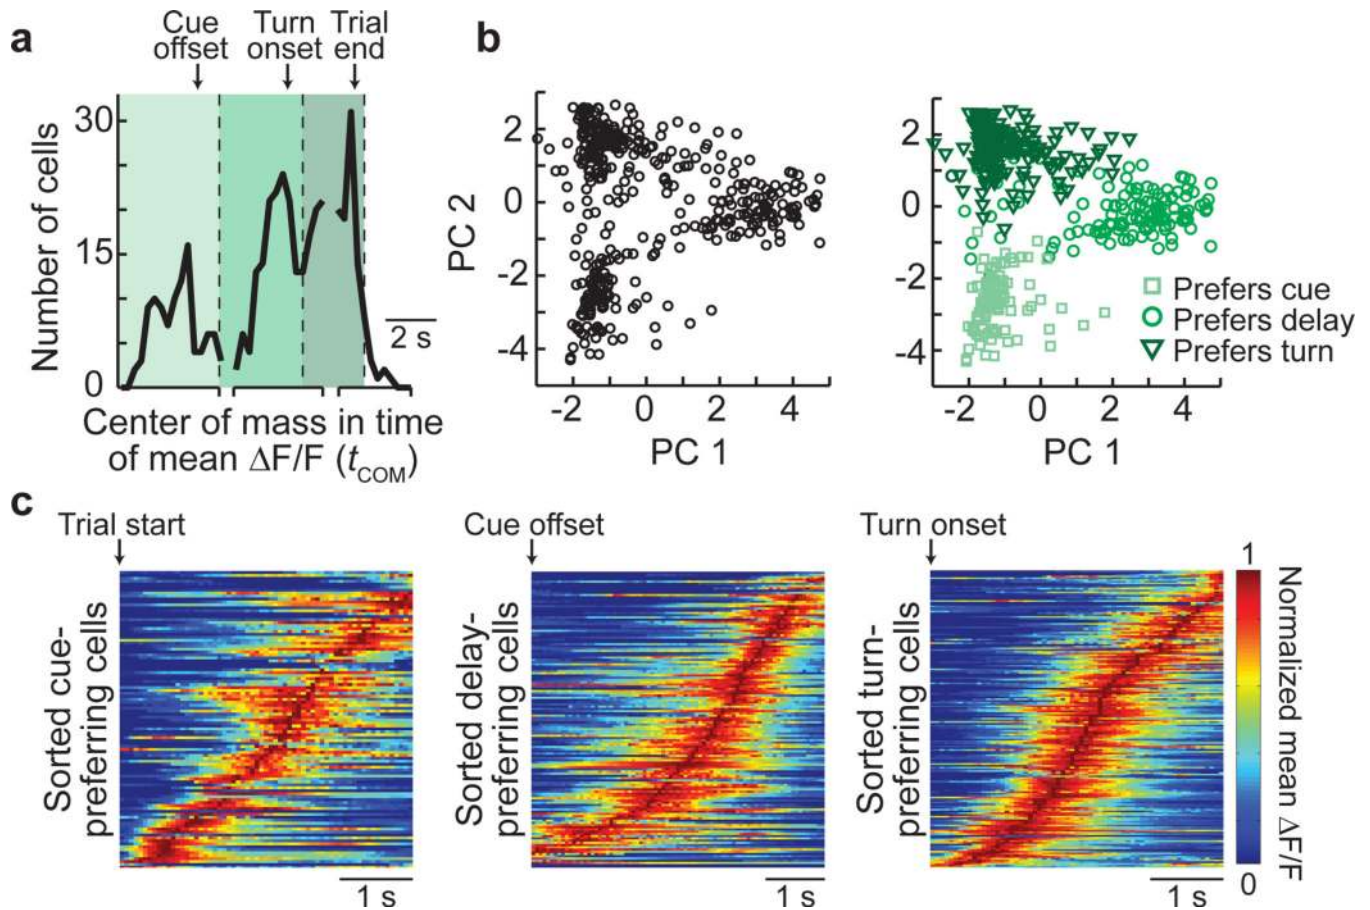 a
Cue offset
Turn onset
Trial end
Number of cells
30
15
0
2 s
Center of mass in time
of mean ΔF/F (tCOM)
b
PC 2
2
0
-2
-4
-2 0 2 4
PC 1
2
0
-2
-4
-2 0 2 4
PC 1
Prefers cue
Prefers delay
Prefers turn
c
Trial start
Sorted cue-
preferring cells
1 s
Cue offset
Sorted delay-
preferring cells
1 s
Turn onset
Sorted turn-
preferring cells
1 s
1
0
Normalized mean ΔF/F